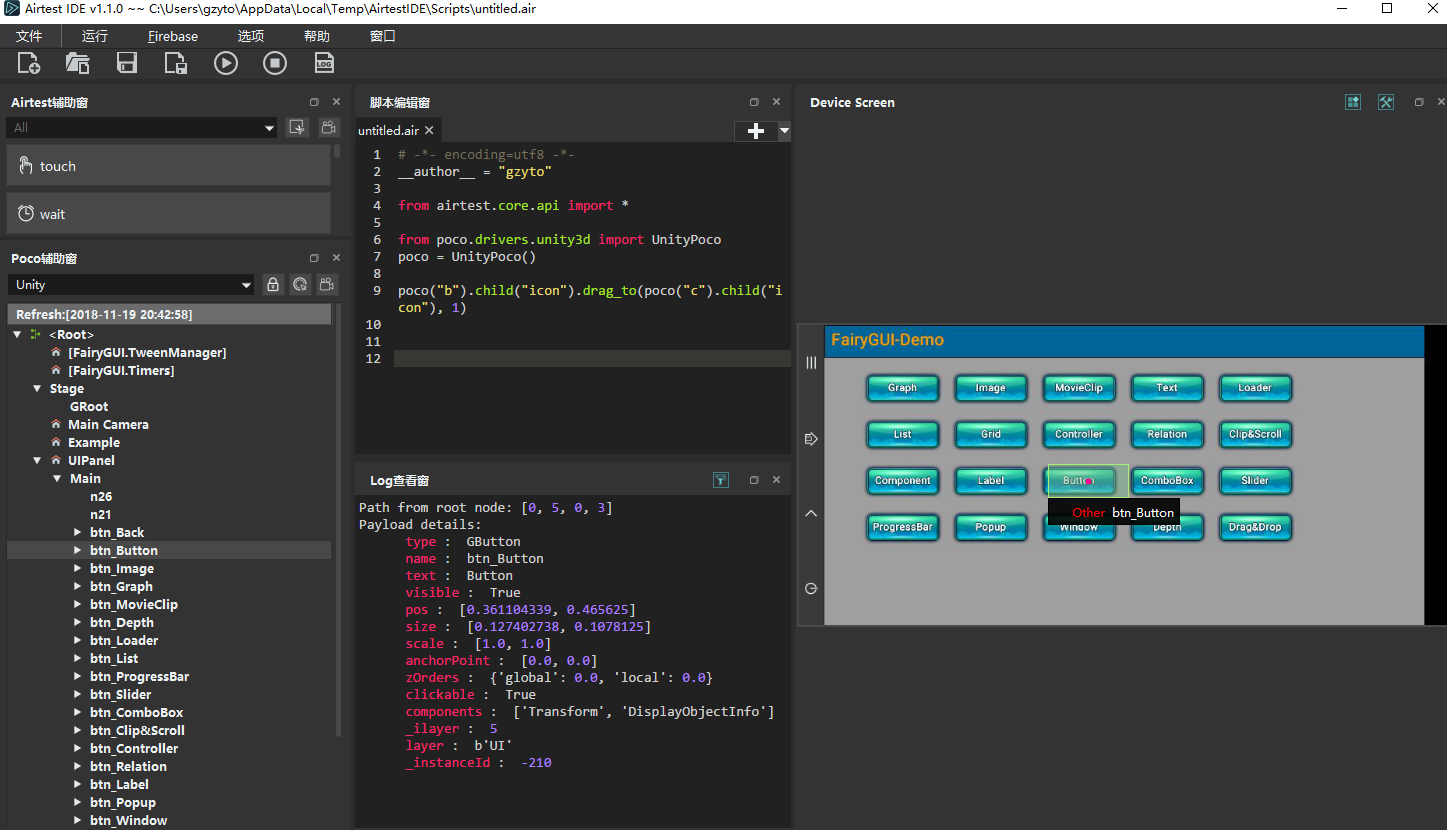 Airtest IDE v1.1.0 ~~ C:\Users\gzyto\AppData\Local\Temp\AirtestIDE\Scripts\untitled.air
文件 运行 Firebase 选项 帮助 窗口
LOG
Airtest辅助窗
All
touch
wait
Poco辅助窗
Unity
Refresh:[2018-11-19 20:42:58]
<Root>
[FairyGUI.TweenManager]
[FairyGUI.Timers]
Stage
GRoot
Main Camera
Example
UIPanel
Main
n26
n21
btn_Back
btn_Button
btn_Image
btn_Graph
btn_MovieClip
btn_Depth
btn_Loader
btn_List
btn_ProgressBar
btn_Slider
btn_ComboBox
btn_Clip&Scroll
btn_Controller
btn_Relation
btn_Label
btn_Popup
btn_Window
脚本编辑窗
untitled.air
1 # -*- encoding=utf8 -*-
2 __author__ = "gzyto"
3
4 from airtest.core.api import *
5
6 from poco.drivers.unity3d import UnityPoco
7 poco = UnityPoco()
8
9 poco("b").child("icon").drag_to(poco("c").child("i
con"), 1)
10
11
12
Log查看窗
Path from root node: [0, 5, 0, 3]
Payload details:
type : GButton
name : btn_Button
text : Button
visible : True
pos : [0.361104339, 0.465625]
size : [0.127402738, 0.1078125]
scale : [1.0, 1.0]
anchorPoint : [0.0, 0.0]
zOrders : {'global': 0.0, 'local': 0.0}
clickable : True
components : ['Transform', 'DisplayObjectInfo']
_ilayer : 5
layer : b'UI'
_instanceId : -210
Device Screen
FairyGUI-Demo
Graph Image MovieClip Text Loader
List Grid Controller Relation Clip&Scroll
Component Label Button ComboBox Slider
Other btn_Button
ProgressBar Popup Window Depth Drag&Drop